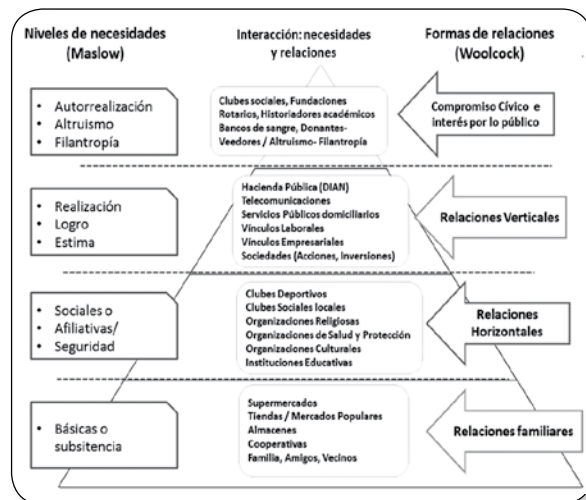 Niveles de necesidades
(Maslow)
Interacción: necesidades
y relaciones
Formas de relaciones
(Woolcock)
• Autorrealización
• Altruismo
• Filantropía
Clubes sociales, Fundaciones
Rotarios, Historiadores académicos
Bancos de sangre, Donantes-
Veedores / Altruismo- Filantropía
Compromiso Cívico e
interés por lo público
• Realización
• Logro
• Estima
Hacienda Pública (DIAN)
Telecomunicaciones
Servicios Públicos domiciliarios
Vínculos Laborales
Vínculos Empresariales
Sociedades (Acciones, Inversiones)
Relaciones Verticales
• Sociales o
• Afiliativas/
• Seguridad
Clubes Deportivos
Clubes Sociales locales
Organizaciones Religiosas
Organizaciones de Salud y Protección
Organizaciones Culturales
Instituciones Educativas
Relaciones
Horizontales
• Básicas o
subsitencia
Supermercados
Tiendas / Mercados Populares
Almacenes
Cooperativas
Familia, Amigos, Vecinos
Relaciones familiares